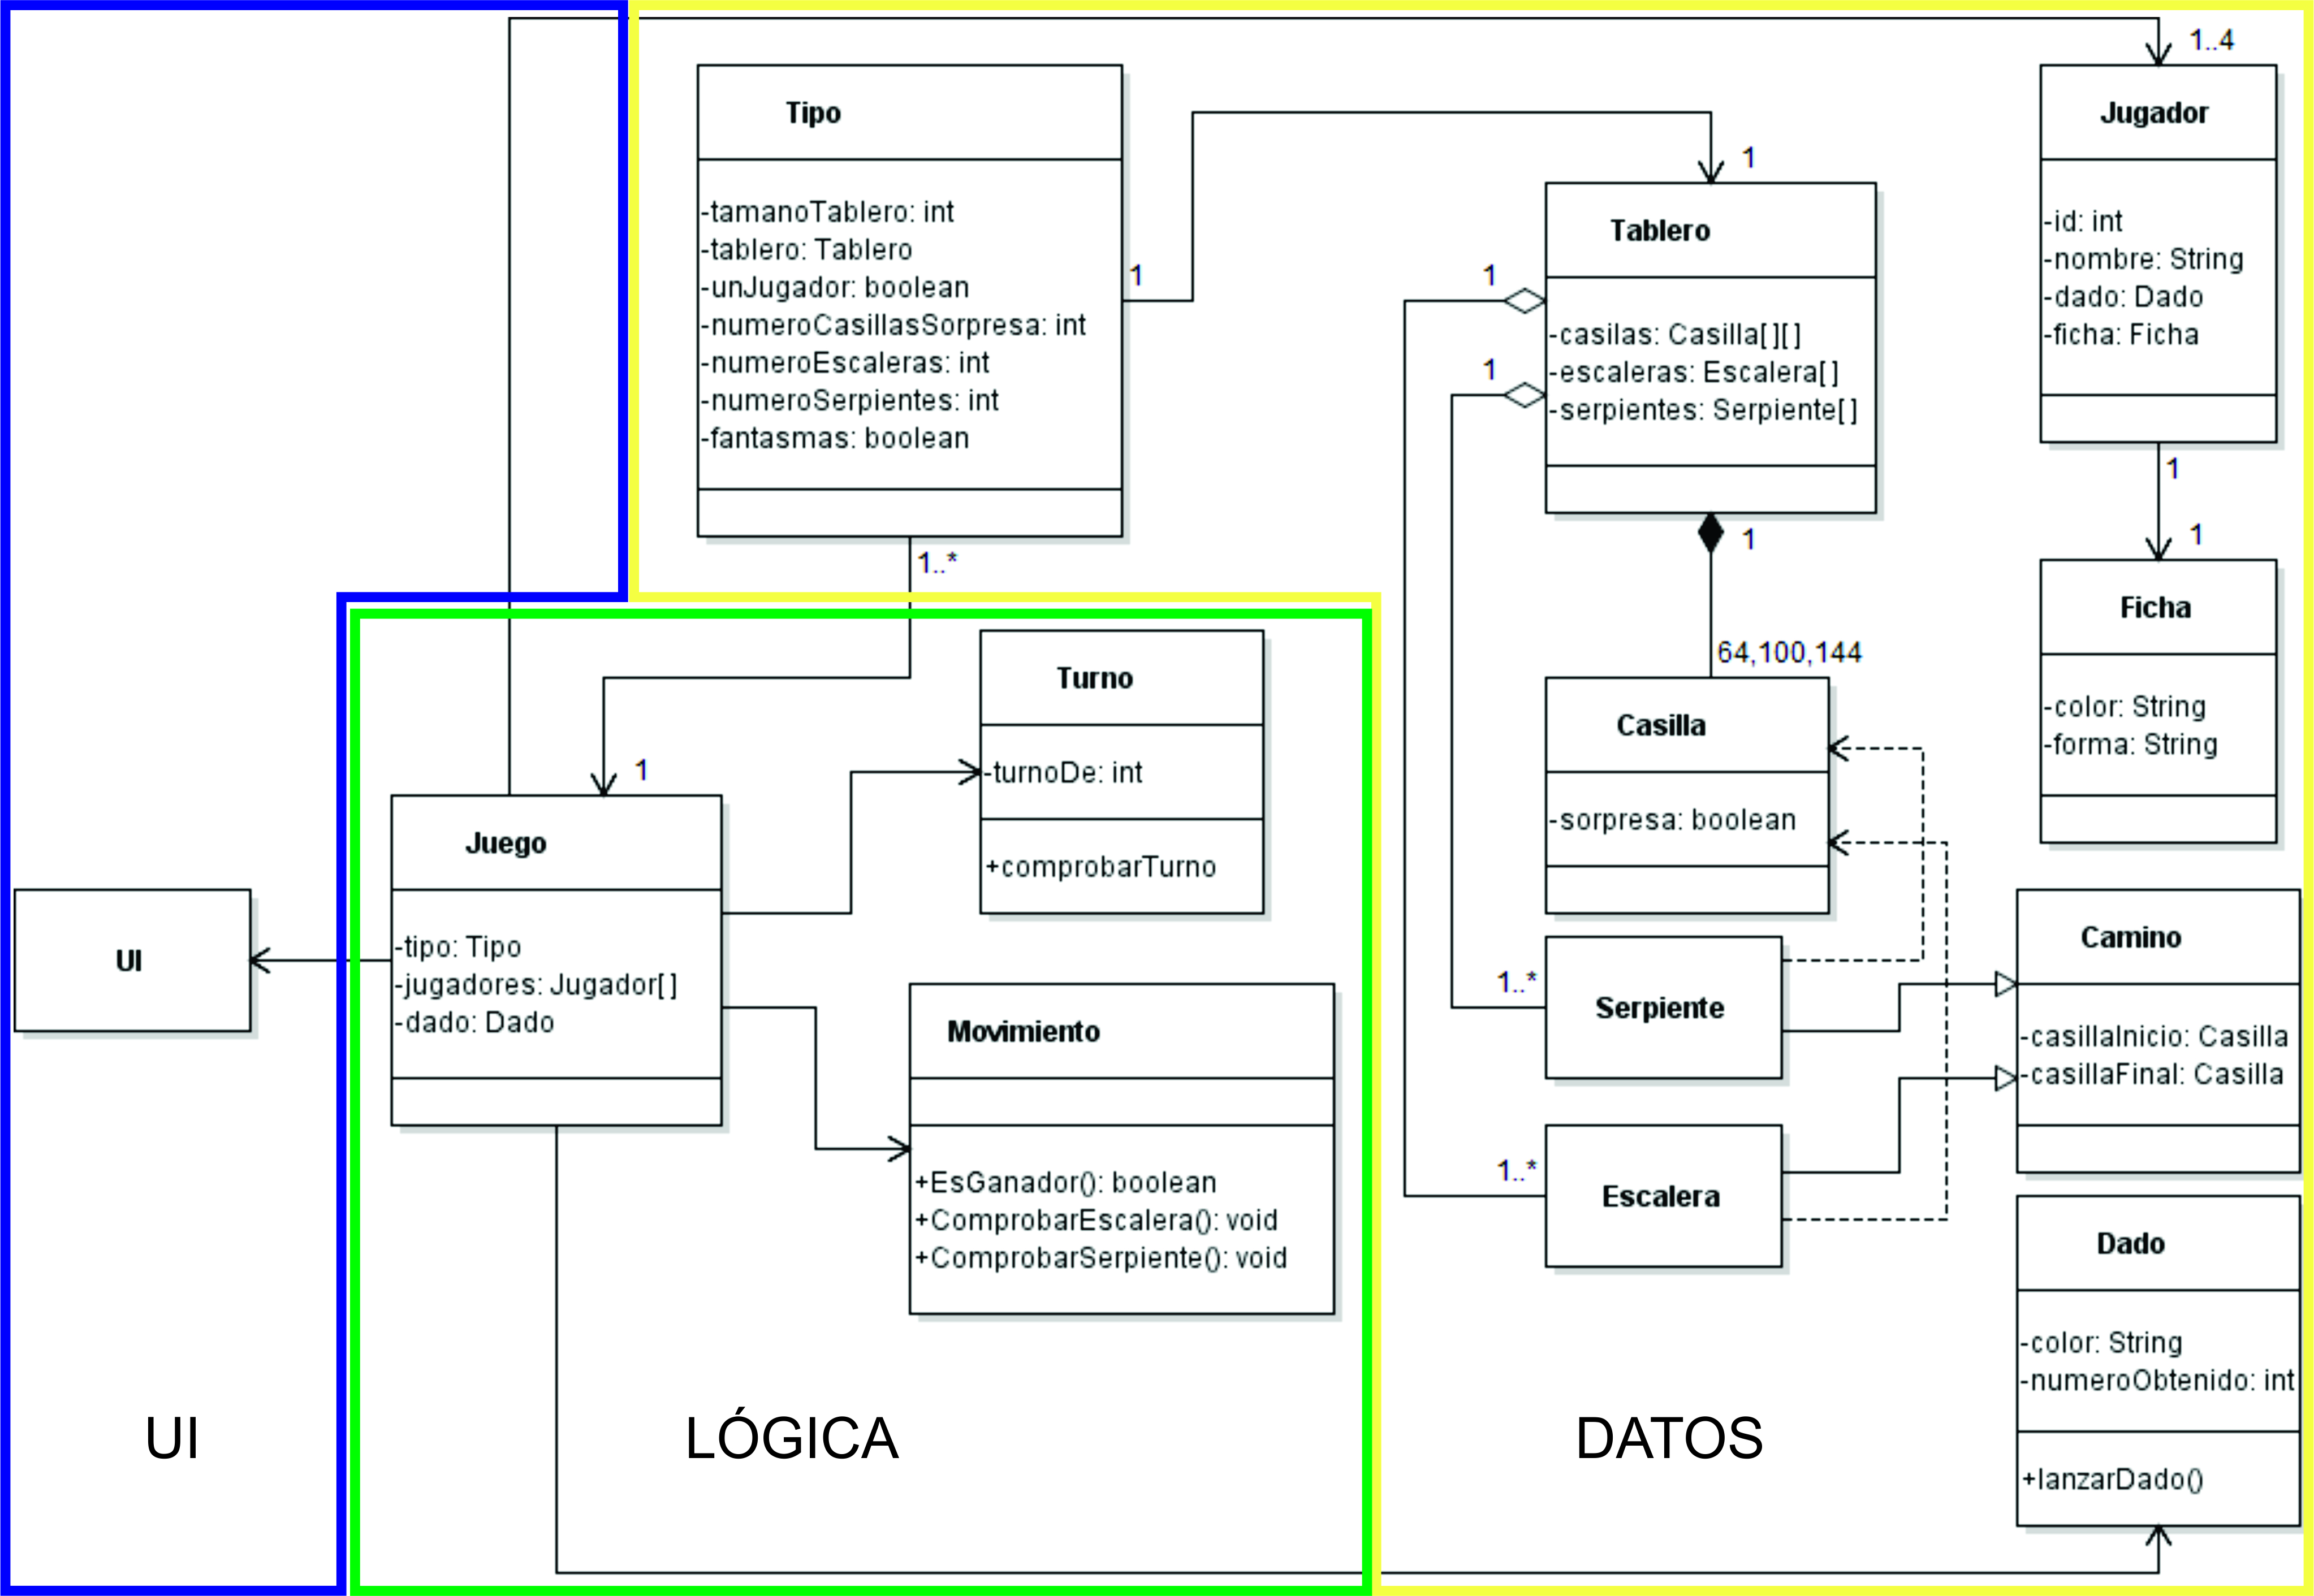 Tipo
-tamanoTablero: int
-tablero: Tablero
-unJugador: boolean
-numeroCasillasSorpresa: int
-numeroEscaleras: int
-numeroSerpientes: int
-fantasmas: boolean
1
1..*
1
Tablero
-casilas: Casilla[][]
-escaleras: Escalera[]
-serpientes: Serpiente[]
1
1
1
64,100,144
1..4
Jugador
-id: int
-nombre: String
-dado: Dado
-ficha: Ficha
1
1
Ficha
-color: String
-forma: String
Casilla
-sorpresa: boolean
1..*
Serpiente
1..*
Escalera
Camino
-casillaInicio: Casilla
-casillaFinal: Casilla
Dado
-color: String
-numeroObtenido: int
+lanzarDado()
Turno
-turnoDe: int
+comprobarTurno
1
Juego
-tipo: Tipo
-jugadores: Jugador[]
-dado: Dado
Movimiento
+EsGanador(): boolean
+ComprobarEscalera(): void
+ComprobarSerpiente(): void
UI
UI
LÓGICA
DATOS